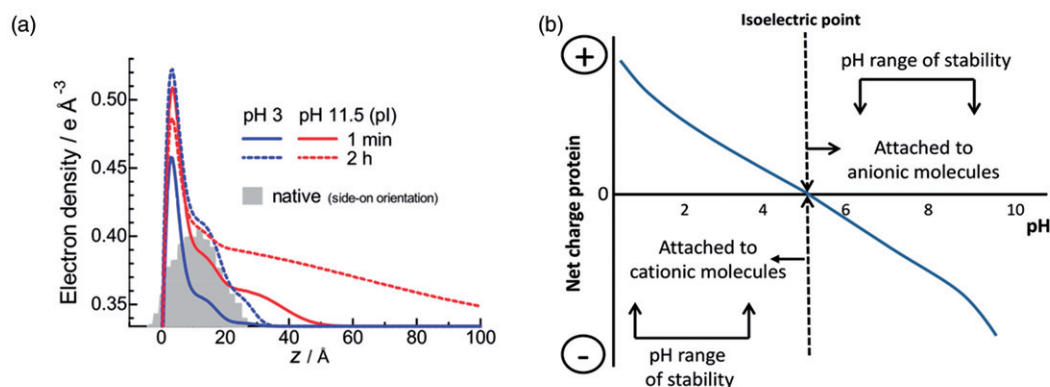 (a)
Electron density / e Å⁻³
0.50
0.45
0.40
0.35
pH 3 pH 11.5 (pI)
1 min
2 h
native (side-on orientation)
0 20 40 60 80 100
z / Å
(b)
Isoelectric point
+
pH range of stability
Attached to
anionic molecules
Net charge protein
0
2 4 6 8 10
pH
Attached to
cationic molecules
pH range
of stability
-